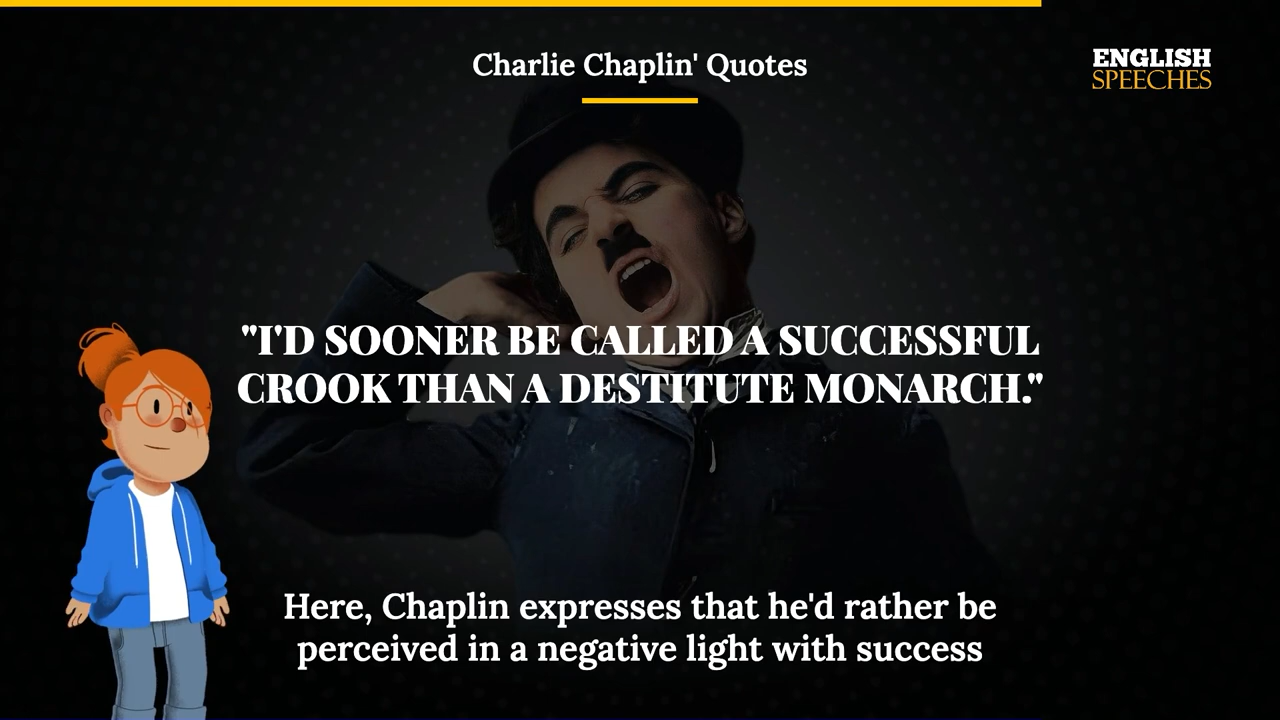 Charlie Chaplin' Quotes
ENGLISH
SPEECHES
"I'D SOONER BE CALLED A SUCCESSFUL
CROOK THAN A DESTITUTE MONARCH."
Here, Chaplin expresses that he'd rather be
perceived in a negative light with success